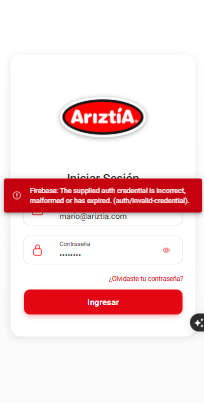 ARIZTÍA
Iniciar Sesión
Firebase: The supplied auth credential is incorrect,
malformed or has expired. (auth/invalid-credential).
mario@ariztia.com
Contraseña
••••••••
¿Olvidaste tu contraseña?
Ingresar